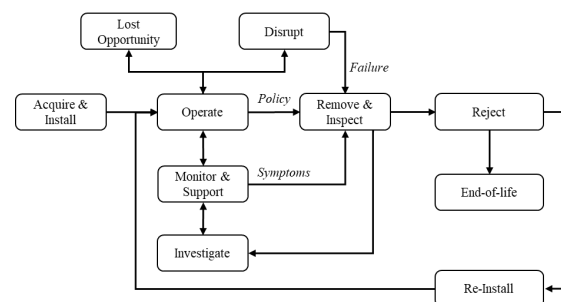 Lost
Opportunity
Disrupt
Failure
Acquire &
Install
Operate
Policy
Remove &
Inspect
Reject
Monitor &
Support
Symptoms
End-of-life
Investigate
Re-Install